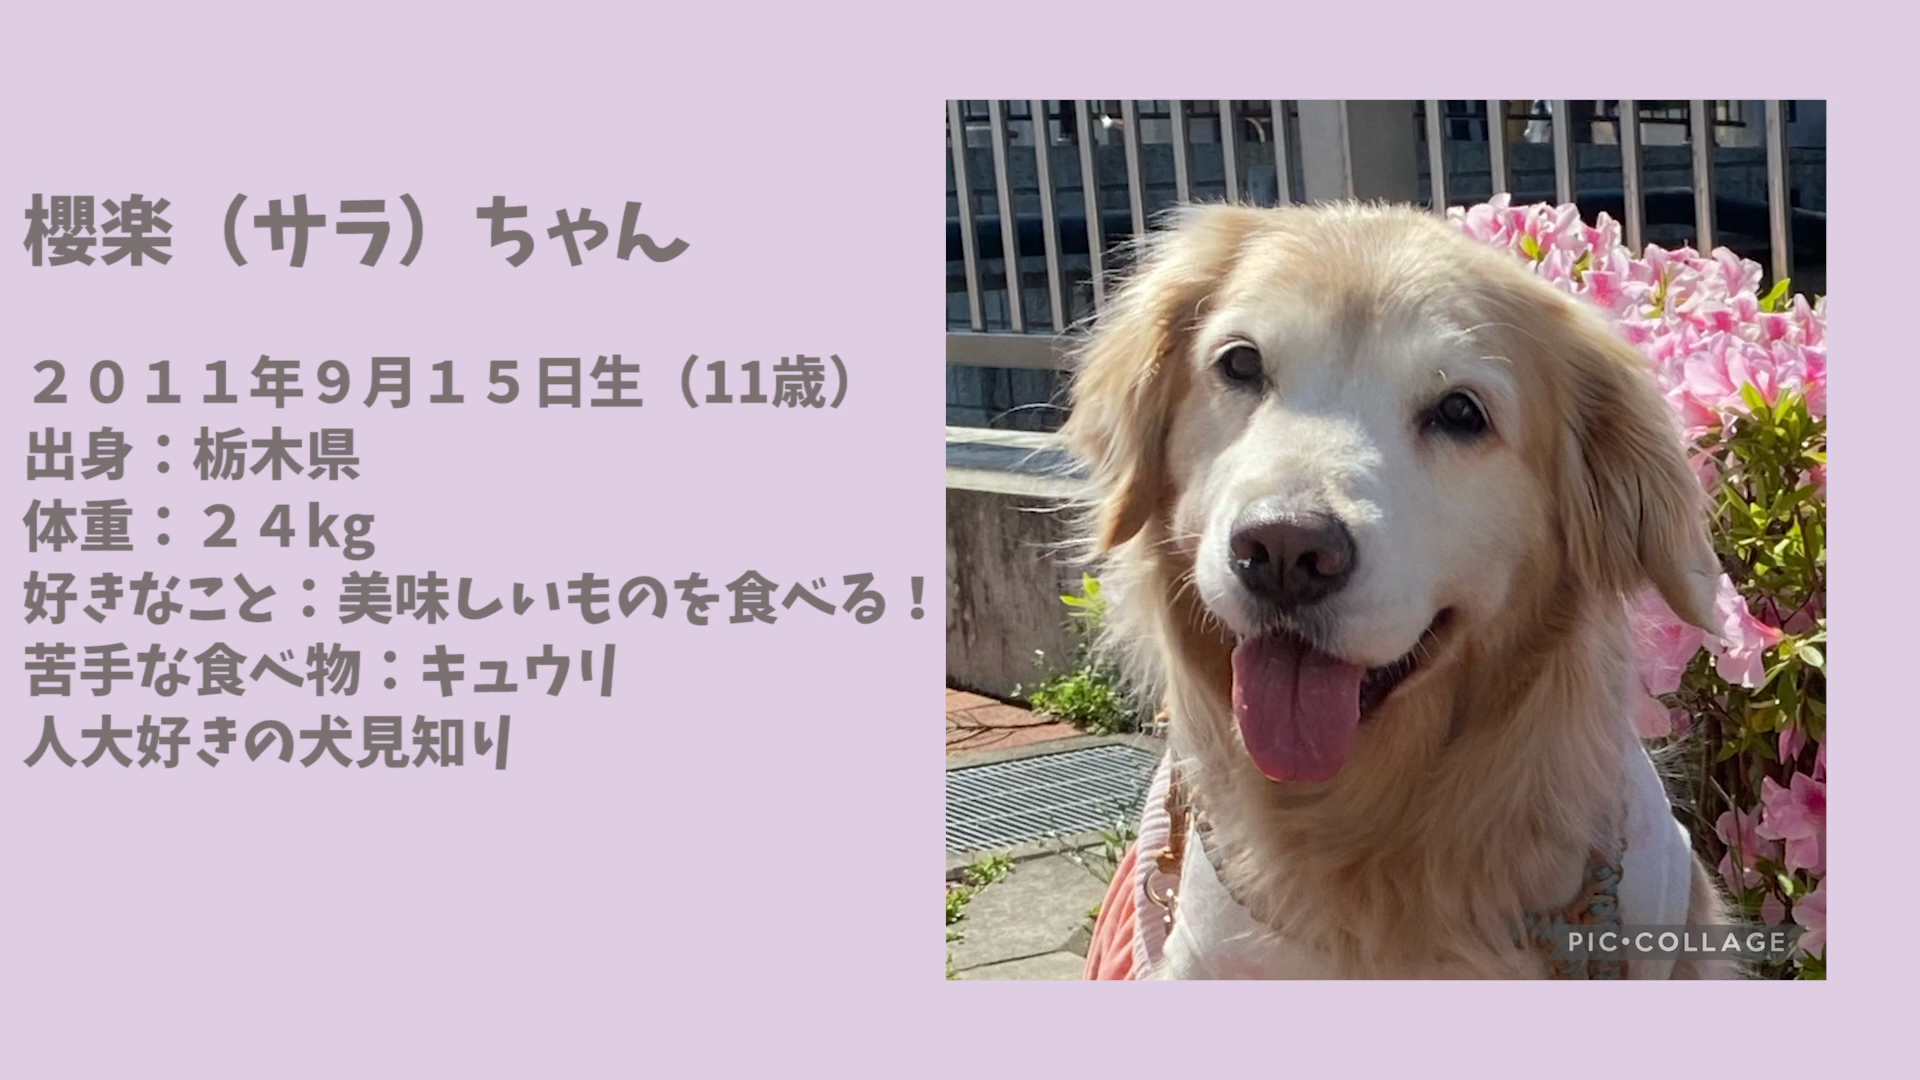 櫻楽（サラ）ちゃん
２０１１年９月１５日生（11歳）
出身：栃木県
体重：２４kg
好きなこと：美味しいものを食べる！
苦手な食べ物：キュウリ
人大好きの犬見知り
PIC•COLLAGE